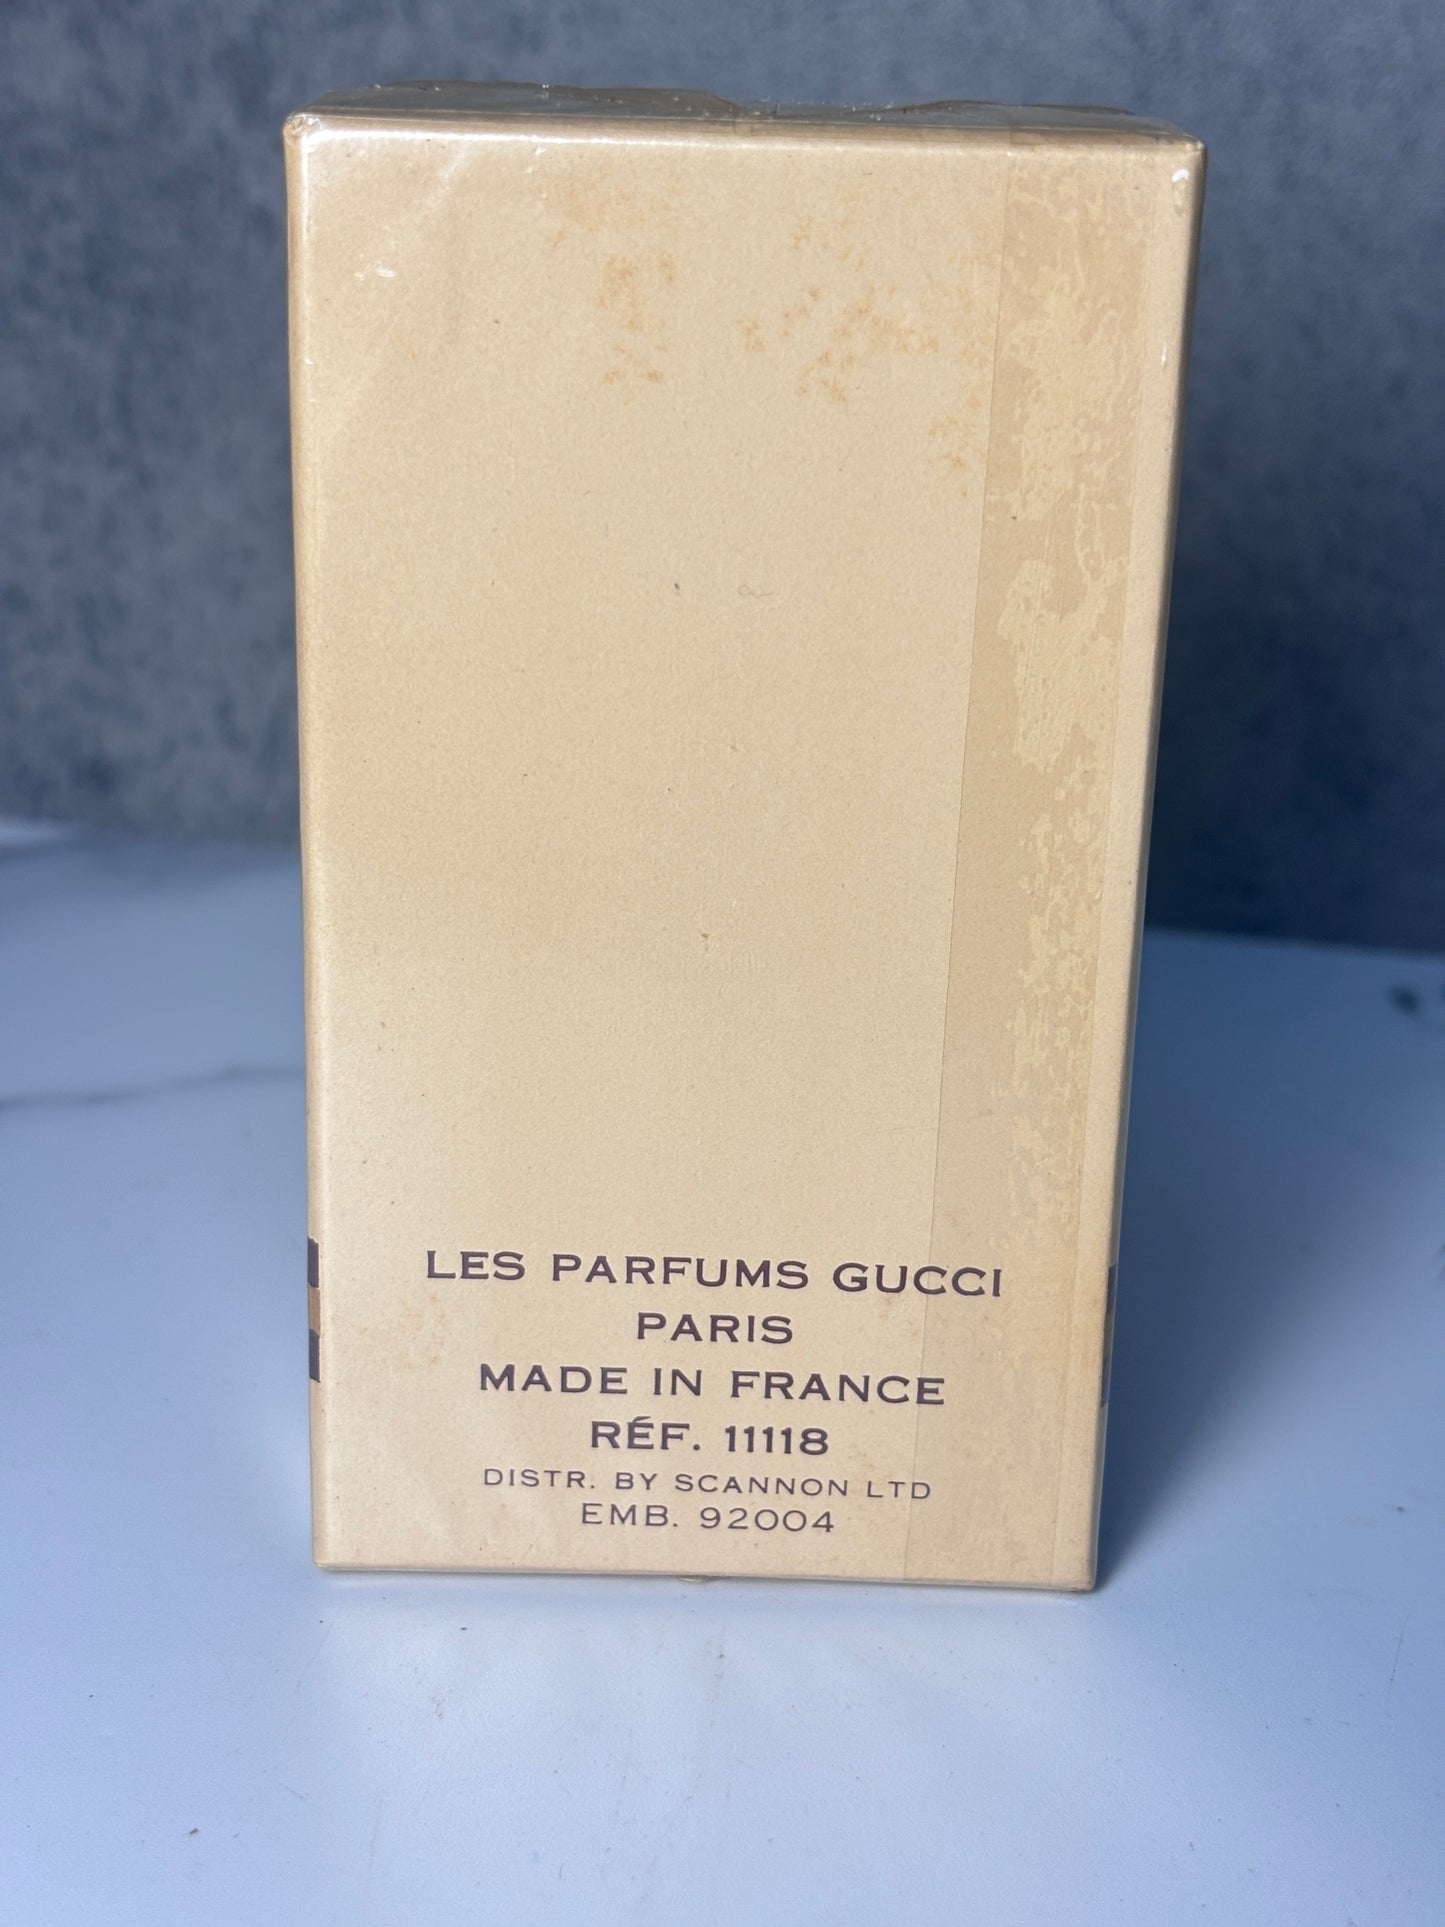 LES PARFUMS GUCCI
PARIS
MADE IN FRANCE
RÉF. 11118
DISTR. BY SCANNON LTD
EMB. 92004